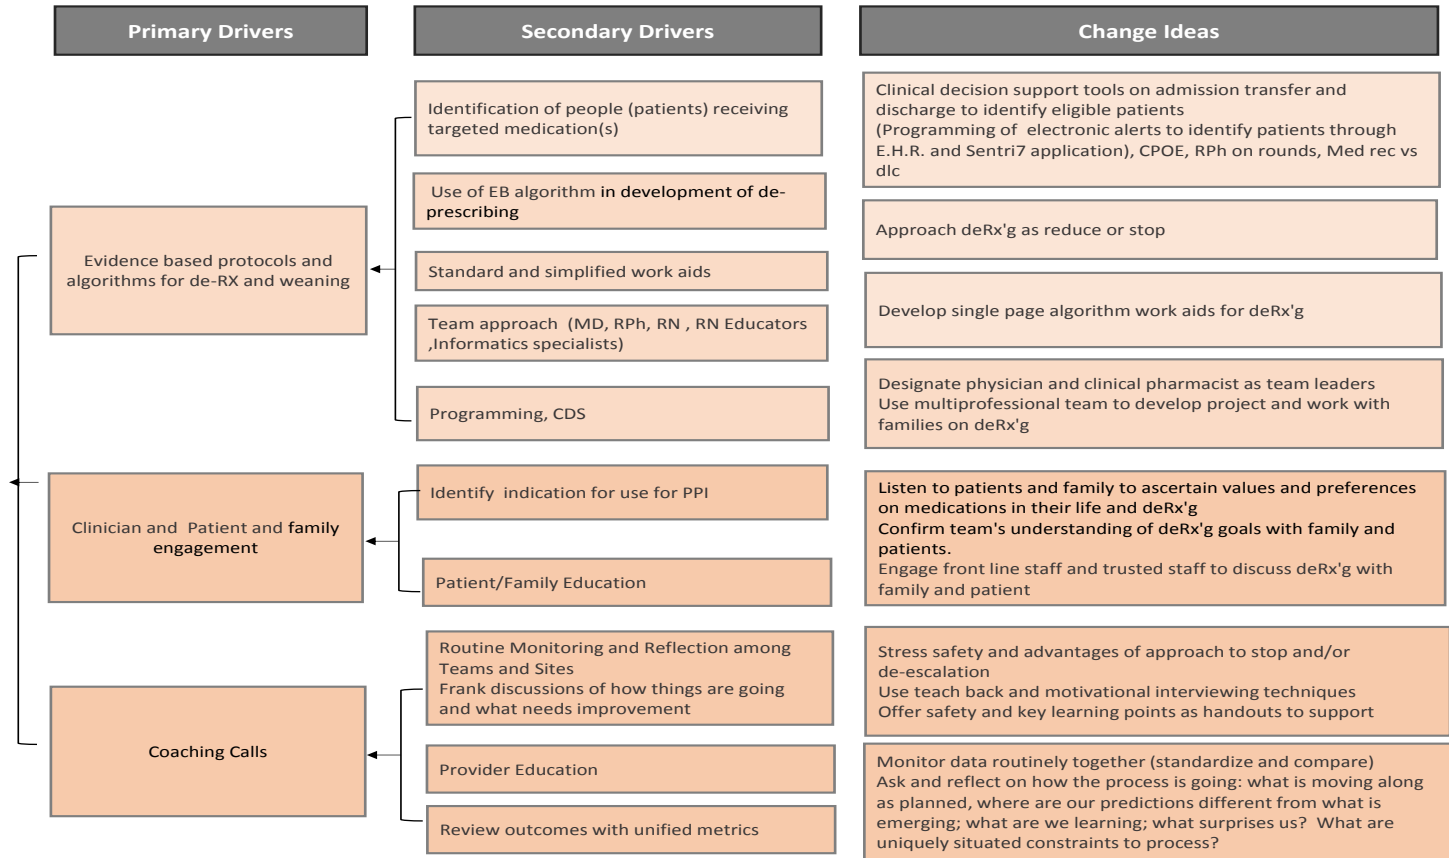 Primary Drivers
Secondary Drivers
Change Ideas
Evidence based protocols and
algorithms for de-RX and weaning
Clinician and  Patient and family
engagement
Coaching Calls
Identification of people (patients) receiving
targeted medication(s)
Use of EB algorithm in development of de-
prescribing
Standard and simplified work aids
Team approach  (MD, RPh, RN , RN Educators
,Informatics specialists)
Programming, CDS
Identify  indication for use for PPI
Patient/Family Education
Routine Monitoring and Reflection among
Teams and Sites
Frank discussions of how things are going
and what needs improvement
Provider Education
Review outcomes with unified metrics
Clinical decision support tools on admission transfer and
discharge to identify eligible patients
(Programming of  electronic alerts to identify patients through
E.H.R. and Sentri7 application), CPOE, RPh on rounds, Med rec vs
dlc
Approach deRx'g as reduce or stop
Develop single page algorithm work aids for deRx'g
Designate physician and clinical pharmacist as team leaders
Use multiprofessional team to develop project and work with
families on deRx'g
Listen to patients and family to ascertain values and preferences
on medications in their life and deRx'g
Confirm team's understanding of deRx'g goals with family and
patients.
Engage front line staff and trusted staff to discuss deRx'g with
family and patient
Stress safety and advantages of approach to stop and/or
de-escalation
Use teach back and motivational interviewing techniques
Offer safety and key learning points as handouts to support
Monitor data routinely together (standardize and compare)
Ask and reflect on how the process is going: what is moving along
as planned, where are our predictions different from what is
emerging; what are we learning; what surprises us?  What are
uniquely situated constraints to process?